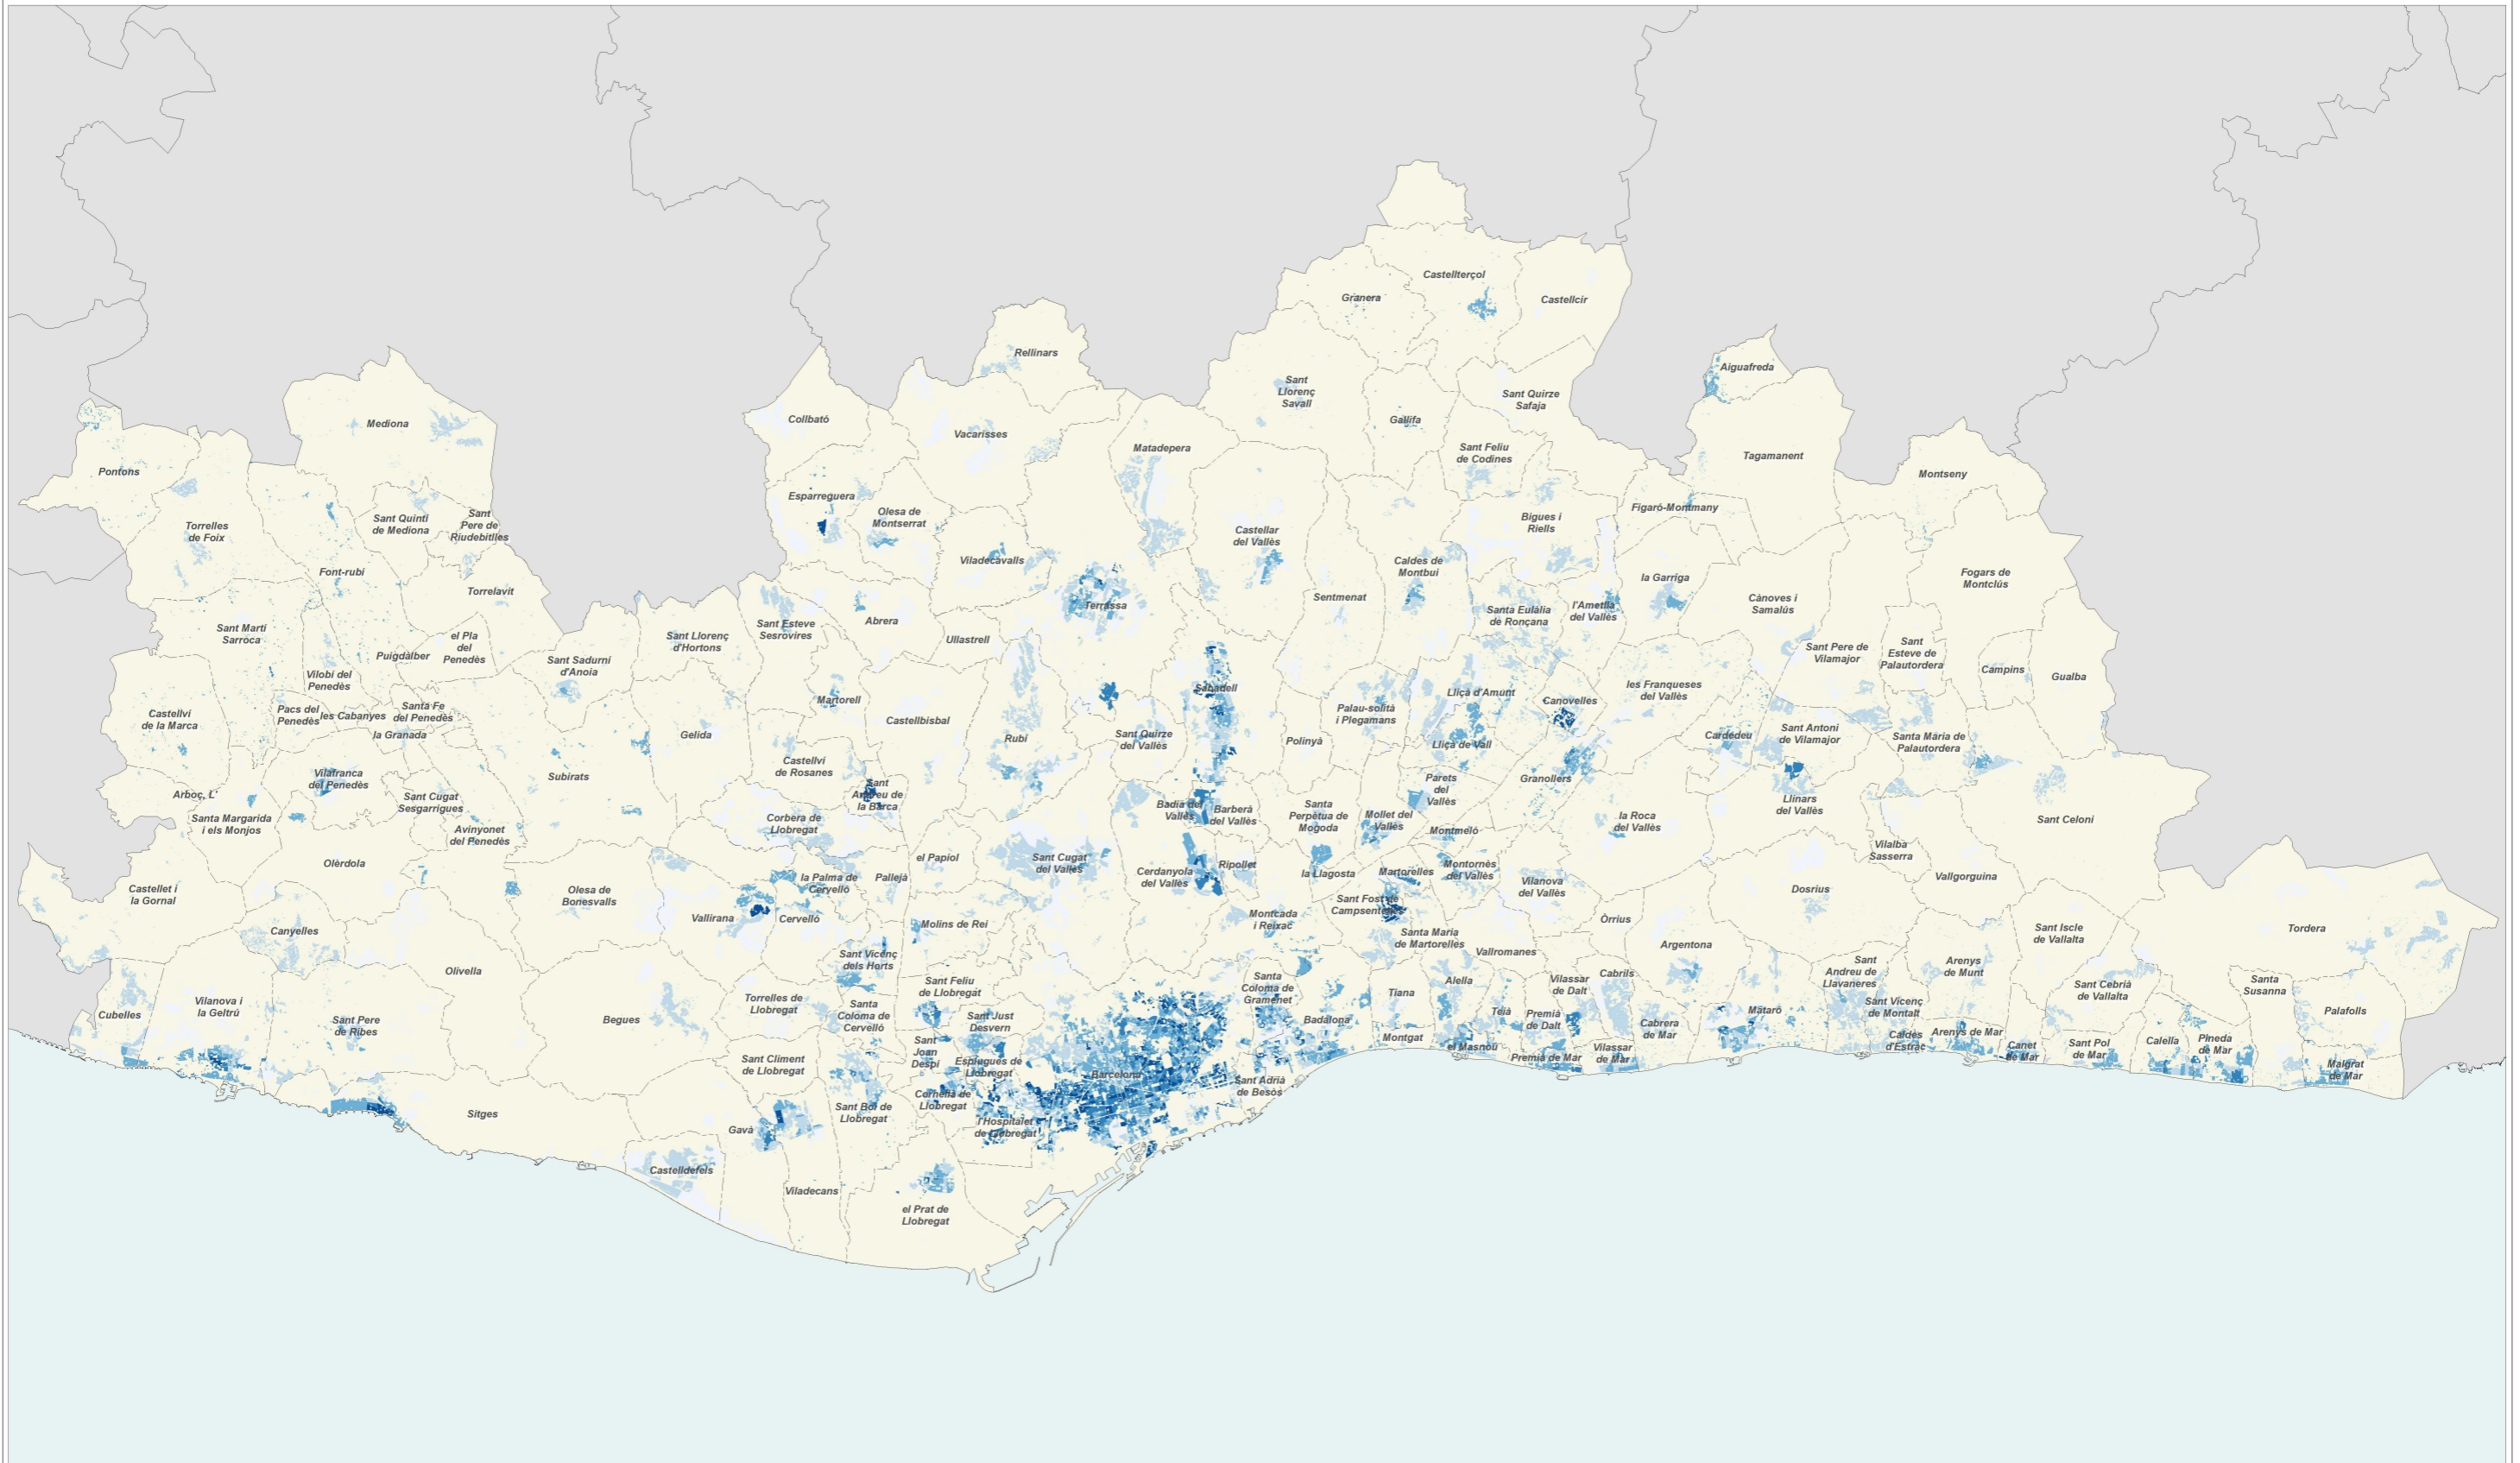 Castellterçol
Granera
Castellcir
Rellinars
Aiguafreda
Sant
Llorenç
Savall
Sant Quirze
Safaja
Collbató
Gallifa
Mediona
Vacarisses
Matadepera
Sant Feliu
de Codines
Tagamanent
Pontons
Montseny
Esparreguera
Olesa de
Montserrat
Figaró-Montmany
Torrelles
de Foix
Sant Quintí
de Mediona
Sant
Pere de
Riudebitlles
Castellar
del Vallès
Bigues i
Riells
Font-rubí
Viladecavalls
Caldes de
Montbui
la Garriga
Fogars de
Montclús
Torrelavit
Terrassa
Sentmenat
Santa Eulàlia
de Ronçana
l'Ametlla
del Vallès
Cànoves i
Samalús
Sant Martí
Sarroca
el Pla
del
Penedès
Sant Llorenç
d'Hortons
Sant Esteve
Sesrovires
Abrera
Ullastrell
Puigdàlber
Sant Sadurní
d'Anoia
Sant Pere de
Vilamajor
Sant
Esteve de
Palautordera
Campins
Gualba
Vilobí del
Penedès
Martorell
Sabadell
Lliçà d'Amunt
Canovelles
les Franqueses
del Vallès
Castellví
de la Marca
Pacs del
Penedès
les Cabanyes
Santa Fe
del Penedès
la Granada
Gelida
Castellbisbal
Rubí
Sant Quirze
del Vallès
Polinyà
Palau-solità
i Plegamans
Lliçà de Vall
Cardedeu
Sant Antoni
de Vilamajor
Santa Maria de
Palautordera
Vilafranca
del Penedès
Subirats
Castellví
de Rosanes
Sant
Andreu de
la Barca
Granollers
Parets
del
Vallès
Arboç, L'
Sant Cugat
Sesgarrigues
Badia del
Vallès
Barberà
del Vallès
Santa
Perpètua de
Mogoda
Mollet del
Vallès
Llinars
del Vallès
Santa Margarida
i els Monjos
Avinyonet
del Penedès
Corbera de
Llobregat
Montmeló
la Roca
del Vallès
Sant Celoni
Olèrdola
el Papiol
Sant Cugat
del Vallès
Vilalba
Sasserra
Castellet i
la Gornal
Olesa de
Bonesvalls
la Palma de
Cervelló
Pallejà
Cerdanyola
del Vallès
Ripollet
la Llagosta
Martorelles
Montornès
del Vallès
Vilanova
del Vallès
Dosrius
Vallgorguina
Vallirana
Cervelló
Molins de Rei
Montcada
i Reixac
Sant Fost de
Campsentelles
Òrrius
Canyelles
Santa Maria
de Martorelles
Vallromanes
Argentona
Sant Iscle
de Vallalta
Tordera
Olivella
Sant Vicenç
dels Horts
Arenys
de Munt
Vilanova i
la Geltrú
Cubelles
Sant Pere
de Ribes
Begues
Torrelles de
Llobregat
Santa
Coloma de
Cervelló
Sant Feliu
de Llobregat
Sant Just
Desvern
Santa
Coloma de
Gramenet
Badalona
Tiana
Alella
Teià
Vilassar
de Dalt
Premià
de Dalt
Cabrils
Cabrera
de Mar
Mataró
Sant
Andreu de
Llavaneres
Sant Vicenç
de Montalt
Caldes
d'Estrac
Arenys de Mar
Canet
de Mar
Sant Cebrià
de Vallalta
Santa
Susanna
Palafolls
Montgat
el Masnou
Premià de Mar
Vilassar
de Mar
Sant Pol
de Mar
Calella
Pineda
de Mar
Malgrat
de Mar
Sant Climent
de Llobregat
Sant
Joan
Despí
Esplugues de
Llobregat
Barcelona
Sant Adrià
de Besòs
Sitges
Gavà
Sant Boi de
Llobregat
Cornellà de
Llobregat
l'Hospitalet
de Llobregat
Castelldefels
Viladecans
el Prat de
Llobregat